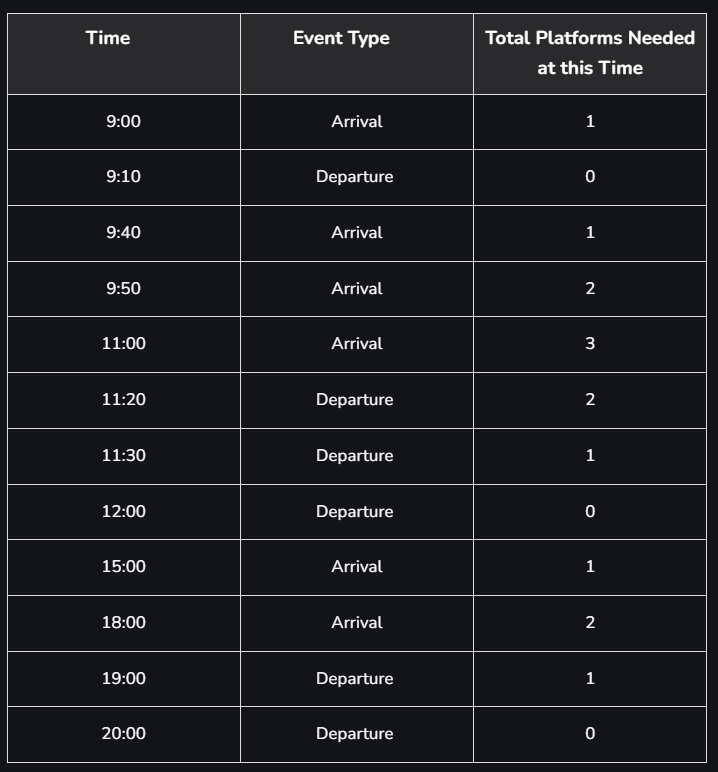 Time Event Type Total Platforms Needed
at this Time
9:00 Arrival 1
9:10 Departure 0
9:40 Arrival 1
9:50 Arrival 2
11:00 Arrival 3
11:20 Departure 2
11:30 Departure 1
12:00 Departure 0
15:00 Arrival 1
18:00 Arrival 2
19:00 Departure 1
20:00 Departure 0